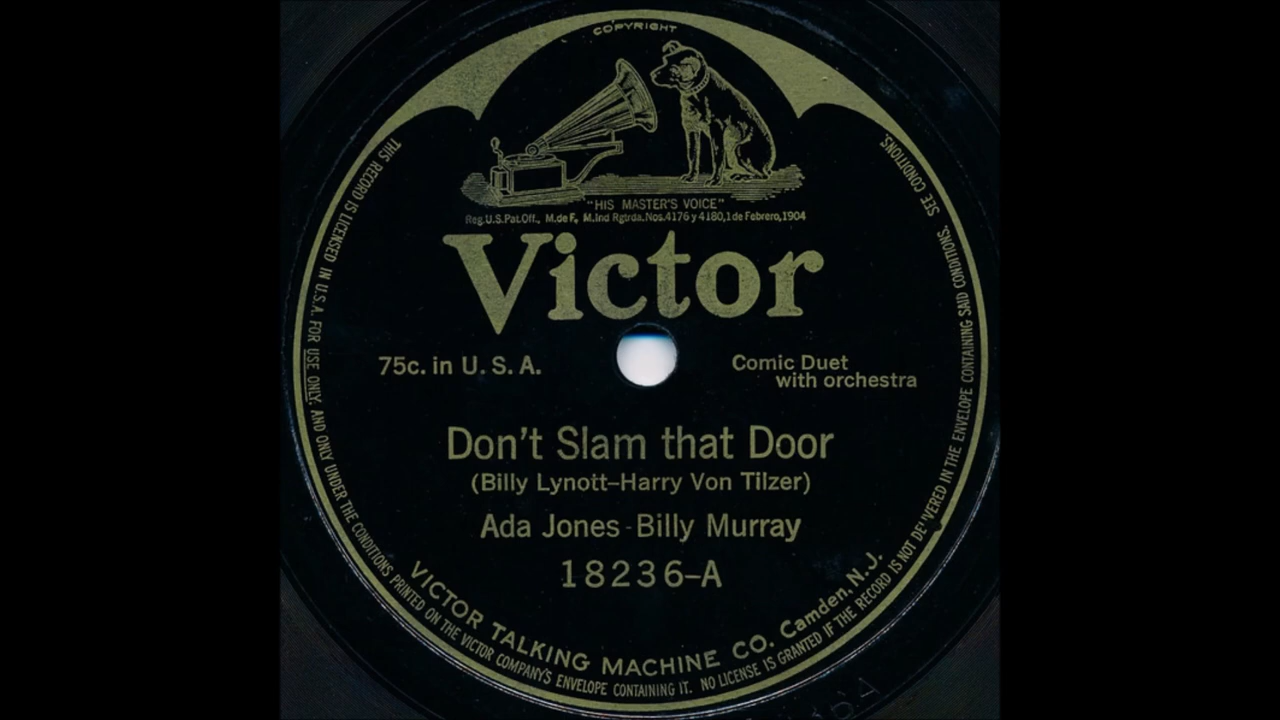 COPYRIGHT
"HIS MASTER'S VOICE"
Reg.U.S.Pat.Off., M.de F., M.Ind Rgtrda.Nos.4176 y 4180,1 de Febrero,1904
Victor
75c. in U. S. A.
Comic Duet
with orchestra
Don't Slam that Door
(Billy Lynott–Harry Von Tilzer)
Ada Jones - Billy Murray
18236–A
VICTOR TALKING MACHINE CO. Camden, N. J.
THIS RECORD IS LICENSED IN U.S.A. FOR USE ONLY, AND ONLY UNDER THE CONDITIONS PRINTED ON THE VICTOR COMPANY'S ENVELOPE CONTAINING IT. NO LICENSE IS GRANTED IF THE RECORD IS NOT DELIVERED IN THE ENVELOPE CONTAINING SAID CONDITIONS. SEE CONDITIONS.